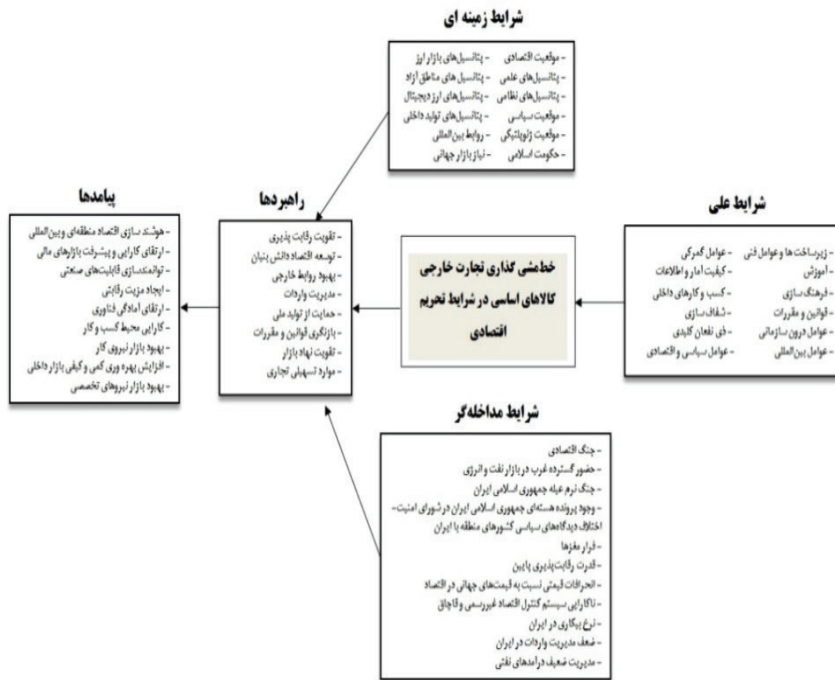 شرایط زمینه ای
- موقعیت اقتصادی - پتانسیل‌های بازار ارز
- پتانسیل‌های علمی - پتانسیل های مناطق آزاد
- پتانسیل‌های نظامی - پتانسیل‌های ارز دیجیتال
- موقعیت سیاسی - پتانسیل‌های تولید داخلی
- موقعیت ژئوپلتیکی - روابط بین‌المللی
- حکومت اسلامی - نیاز بازار جهانی
شرایط علی
- زیرساخت ها و عوامل فنی - عوامل گمرکی
- آموزش - کیفیت آمار و اطلاعات
- فرهنگ سازی - کسب و کارهای داخلی
- قوانین و مقررات - شفاف سازی
- عوامل درون سازمانی - ذی نفعان کلیدی
- عوامل بین‌المللی - عوامل سیاسی و اقتصادی
خط‌مشی گذاری تجارت خارجی
کالاهای اساسی در شرایط تحریم
اقتصادی
راهبردها
- تقویت رقابت پذیری
- توسعه اقتصاد دانش بنیان
- بهبود روابط خارجی
- مدیریت واردات
- حمایت از تولید ملی
- بازنگری قوانین و مقررات
- تقویت نهاد بازار
- موارد تسهیلی تجاری
پیامدها
- هوشند سازی اقتصاد منطقه‌ای و بین‌المللی
- ارتقای کارایی و پیشرفت بازارهای مالی
- توانمندسازی قابلیت‌های صنعتی
- ایجاد مزیت رقابتی
- ارتقای آمادگی فناوری
- کارایی محیط کسب و کار
- بهبود بازار نیروی کار
- افزایش بهره وری کمی و کیفی بازار داخلی
- بهبود بازار نیروهای تخصصی
شرایط مداخله‌گر
- جنگ اقتصادی
- حضور گسترده غرب در بازار نفت و انرژی
- جنگ نرم علیه جمهوری اسلامی ایران
- وجود پرونده هسته‌ای جمهوری اسلامی ایران در شورای امنیت-
اختلاف دیدگاه‌های سیاسی کشورهای منطقه با ایران
- فرار مغزها
- قدرت رقابت‌پذیری پایین
- انحرافات قیمتی نسبت به قیمت‌های جهانی در اقتصاد
- ناکارایی سیستم کنترل اقتصاد غیررسمی و قاچاق
- نرخ بیکاری در ایران
- ضعف مدیریت واردات در ایران
- مدیریت ضعیف درآمدهای نفتی